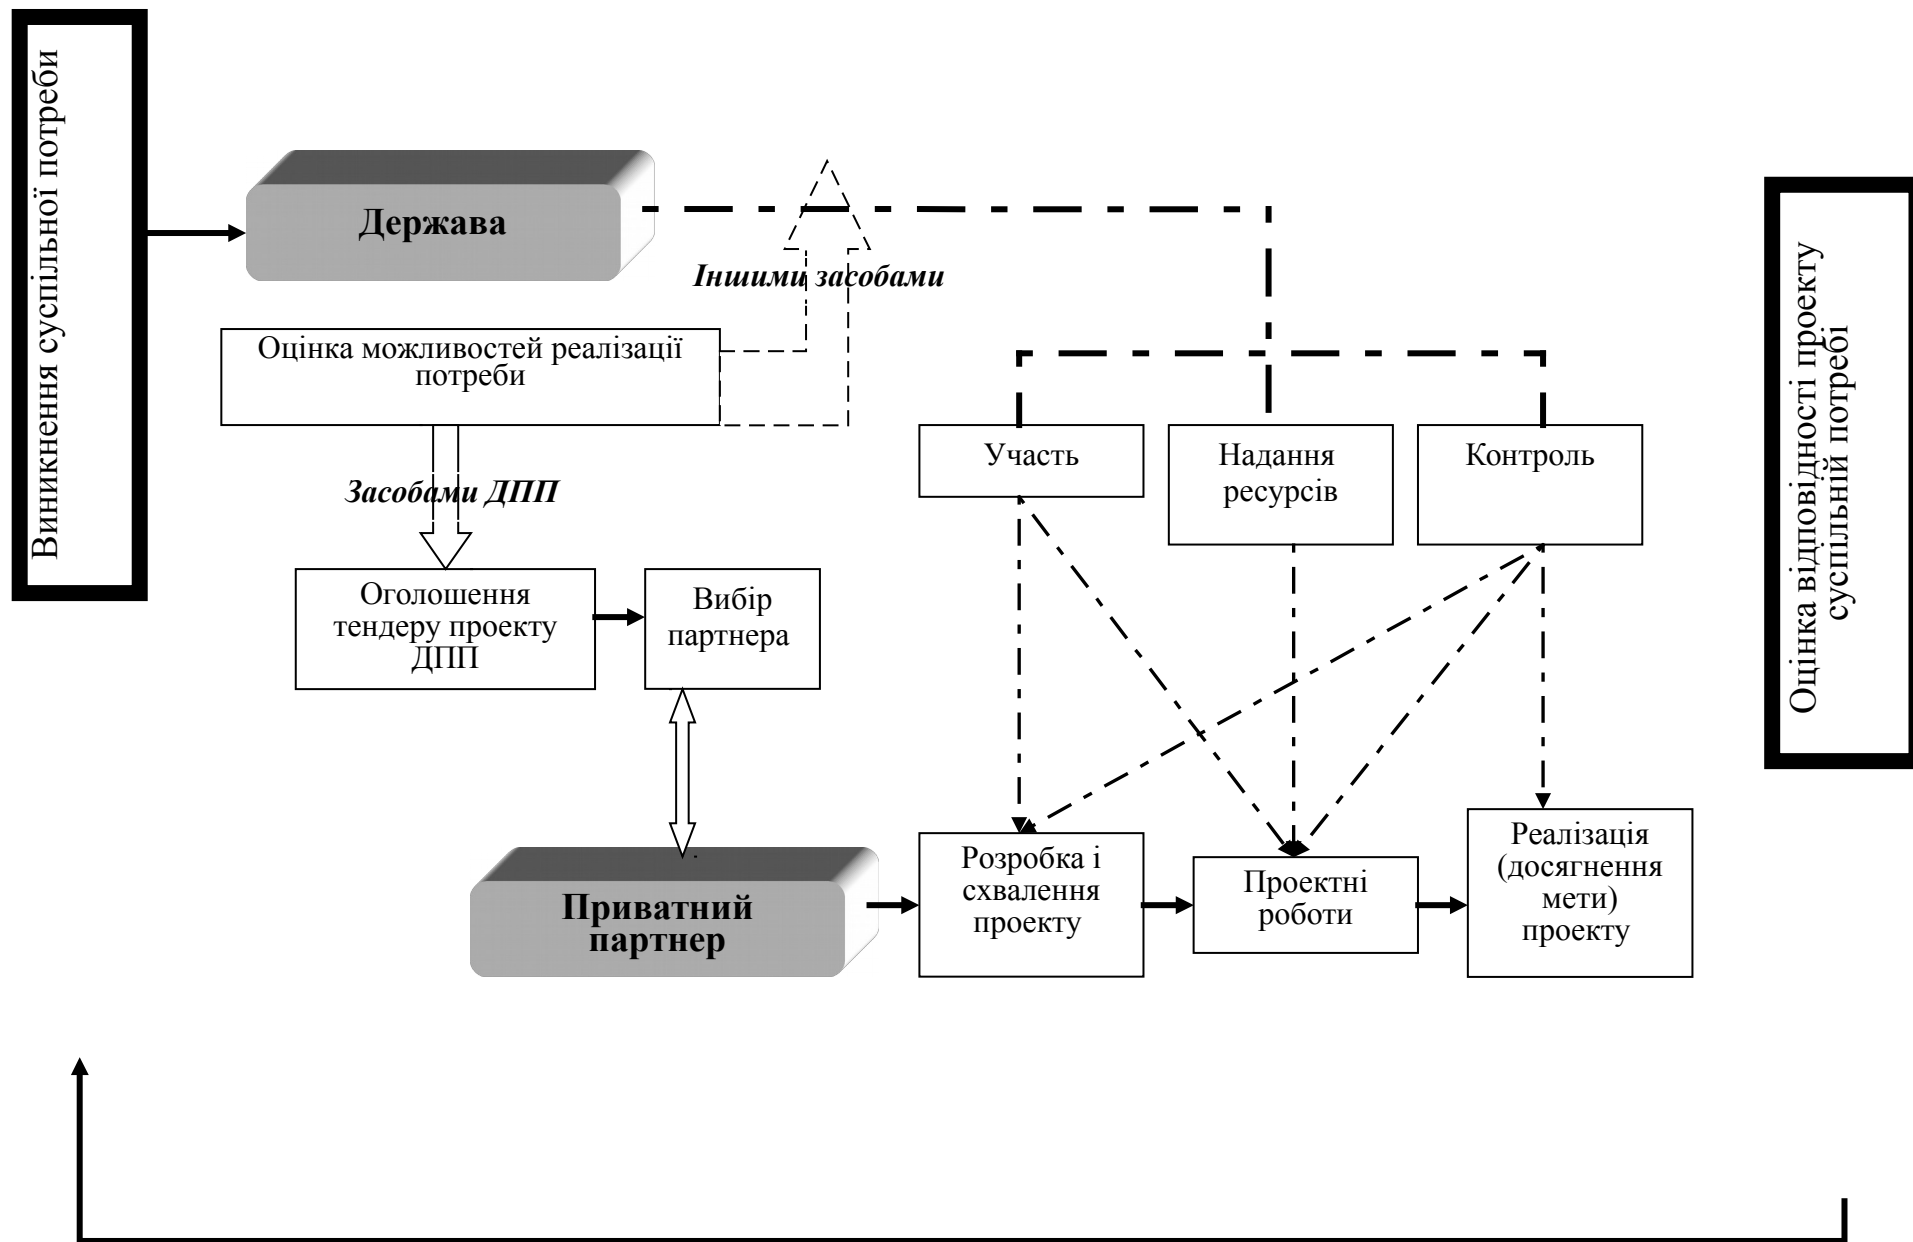 Виникнення суспільної потреби
Держава
Іншими засобами
Оцінка можливостей реалізації
потреби
Засобами ДПП
Оголошення
тендеру проекту
ДПП
Вибір
партнера
Приватний
партнер
Участь
Надання
ресурсів
Контроль
Розробка і
схвалення
проекту
Проектні
роботи
Реалізація
(досягнення
мети)
проекту
Оцінка відповідності проекту
суспільній потребі